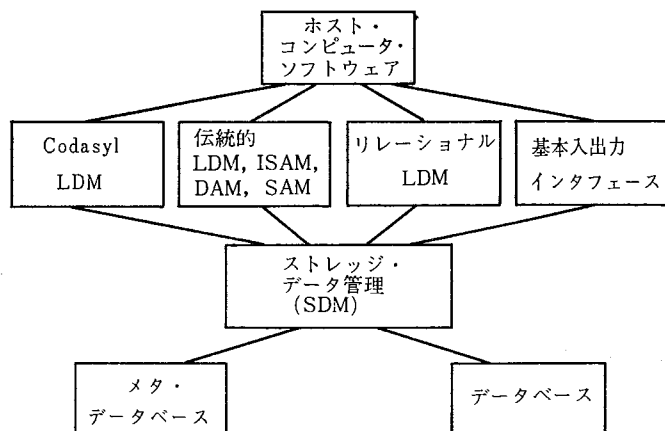 ホスト・
コンピュータ・
ソフトウェア
Codasyl
LDM
伝統的
LDM, ISAM,
DAM, SAM
リレーショナル
LDM
基本入出力
インタフェース
ストレッジ・
データ管理
(SDM)
メタ・
データベース
データベース